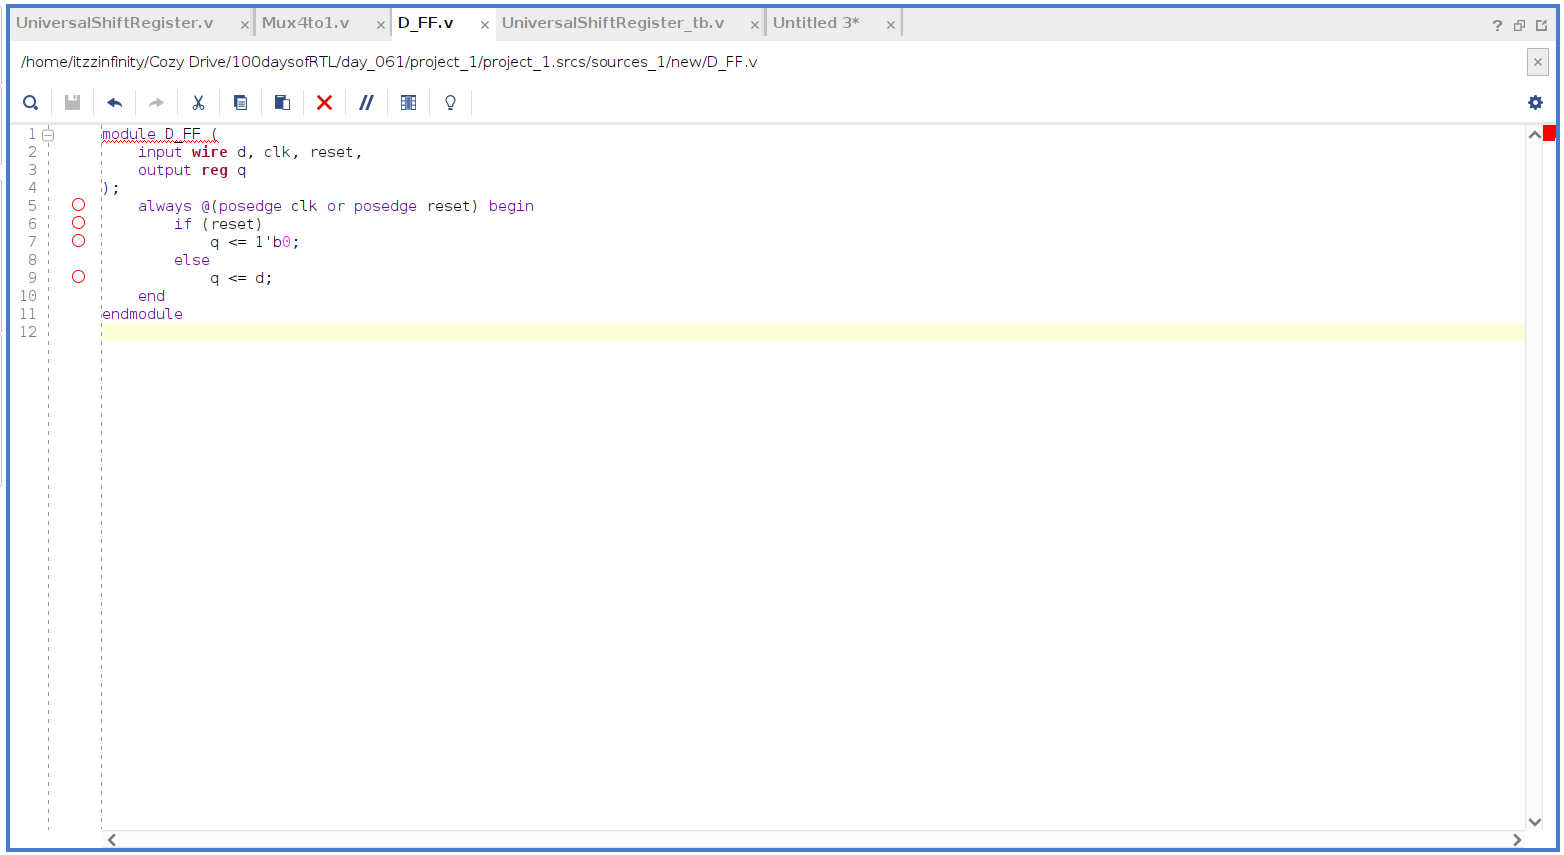 UniversalShiftRegister.v × Mux4to1.v × D_FF.v × UniversalShiftRegister_tb.v × Untitled 3* × ?
/home/itzzinfinity/Cozy Drive/100daysofRTL/day_061/project_1/project_1.srcs/sources_1/new/D_FF.v ×
//
1 module D_FF (
2     input wire d, clk, reset,
3     output reg q
4 );
5     always @(posedge clk or posedge reset) begin
6         if (reset)
7             q <= 1'b0;
8         else
9             q <= d;
10     end
11 endmodule
12